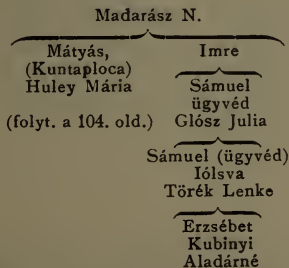 Madarász N.
Mátyás,
(Kuntaploca)
Huley Mária
(folyt. a 104. old.)
Imre
Sámuel
ügyvéd
Glósz Julia
Sámuel (ügyvéd)
Iólsva
Törék Lenke
Erzsébet
Kubinyi
Aladárné